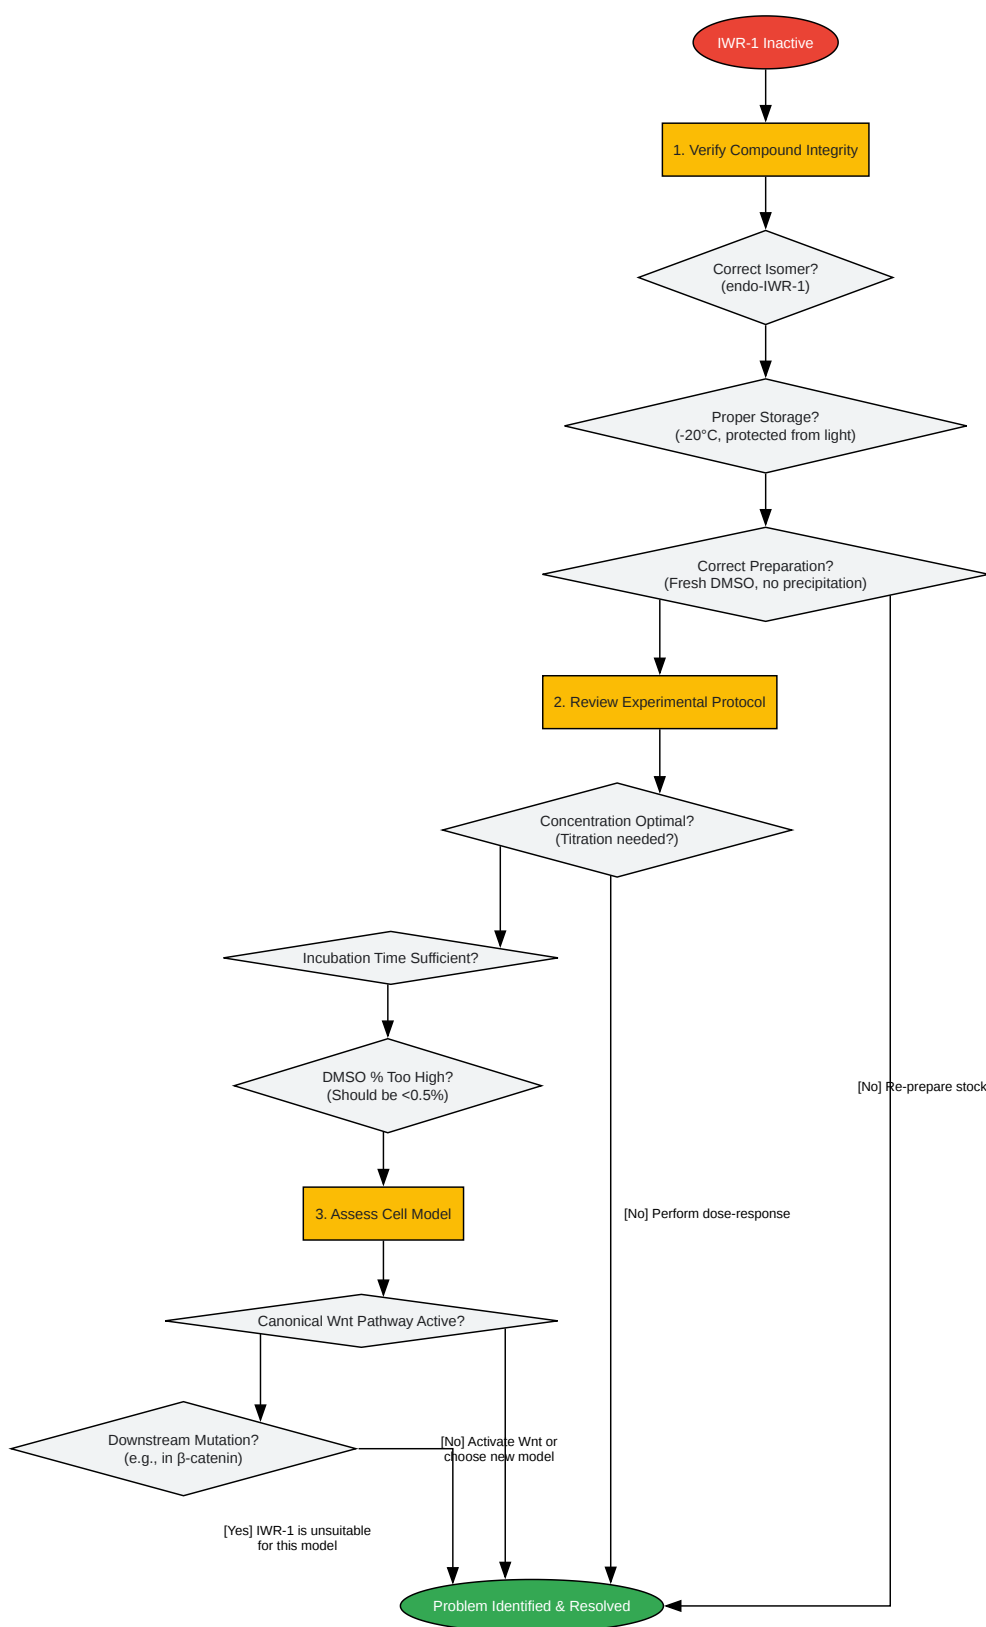 IWR-1 Inactive
1. Verify Compound Integrity
Correct Isomer?
(endo-IWR-1)
Proper Storage?
(-20°C, protected from light)
Correct Preparation?
(Fresh DMSO, no precipitation)
2. Review Experimental Protocol
Concentration Optimal?
(Titration needed?)
Incubation Time Sufficient?
DMSO % Too High?
(Should be <0.5%)
[No] Re-prepare stock
3. Assess Cell Model
[No] Perform dose-response
Canonical Wnt Pathway Active?
Downstream Mutation?
(e.g., in β-catenin)
[No] Activate Wnt or
choose new model
[Yes] IWR-1 is unsuitable
for this model
Problem Identified & Resolved